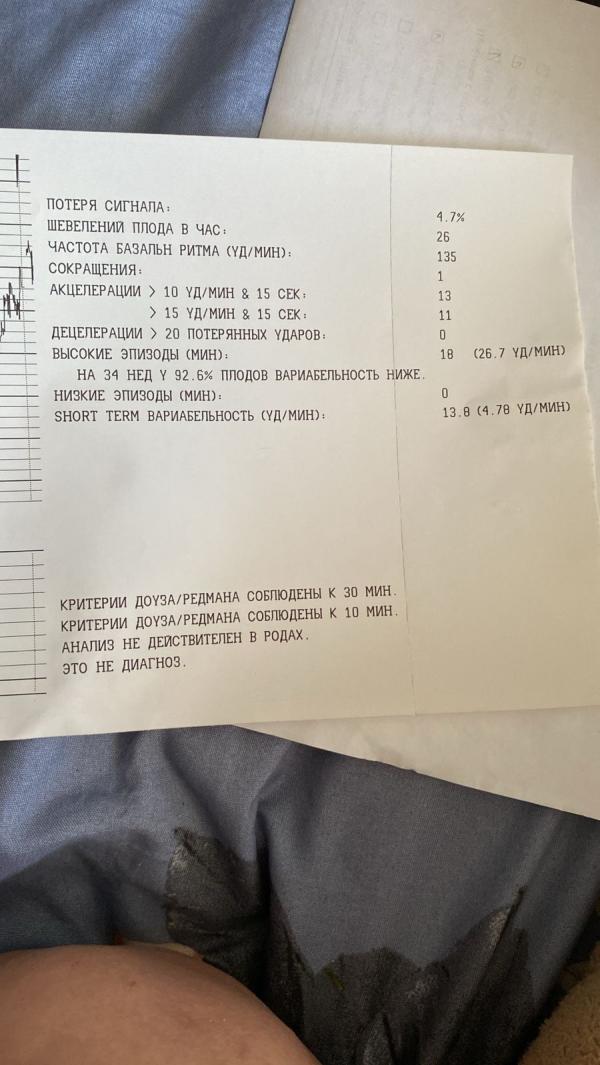 ПОТЕРЯ СИГНАЛА: 4.7%
ШЕВЕЛЕНИЙ ПЛОДА В ЧАС: 26
ЧАСТОТА БАЗАЛЬН РИТМА (УД/МИН): 135
СОКРАЩЕНИЯ: 1
АКЦЕЛЕРАЦИИ > 10 УД/МИН & 15 СЕК: 13
> 15 УД/МИН & 15 СЕК: 11
ДЕЦЕЛЕРАЦИИ > 20 ПОТЕРЯННЫХ УДАРОВ: 0
ВЫСОКИЕ ЭПИЗОДЫ (МИН): 18 (26.7 УД/МИН)
НА 34 НЕД У 92.6% ПЛОДОВ ВАРИАБЕЛЬНОСТЬ НИЖЕ.
НИЗКИЕ ЭПИЗОДЫ (МИН): 0
SHORT TERM ВАРИАБЕЛЬНОСТЬ (УД/МИН): 13.8 (4.78 УД/МИН)
КРИТЕРИИ ДОУЗА/РЕДМАНА СОБЛЮДЕНЫ К 30 МИН.
КРИТЕРИИ ДОУЗА/РЕДМАНА СОБЛЮДЕНЫ К 10 МИН.
АНАЛИЗ НЕ ДЕЙСТВИТЕЛЕН В РОДАХ.
ЭТО НЕ ДИАГНОЗ.